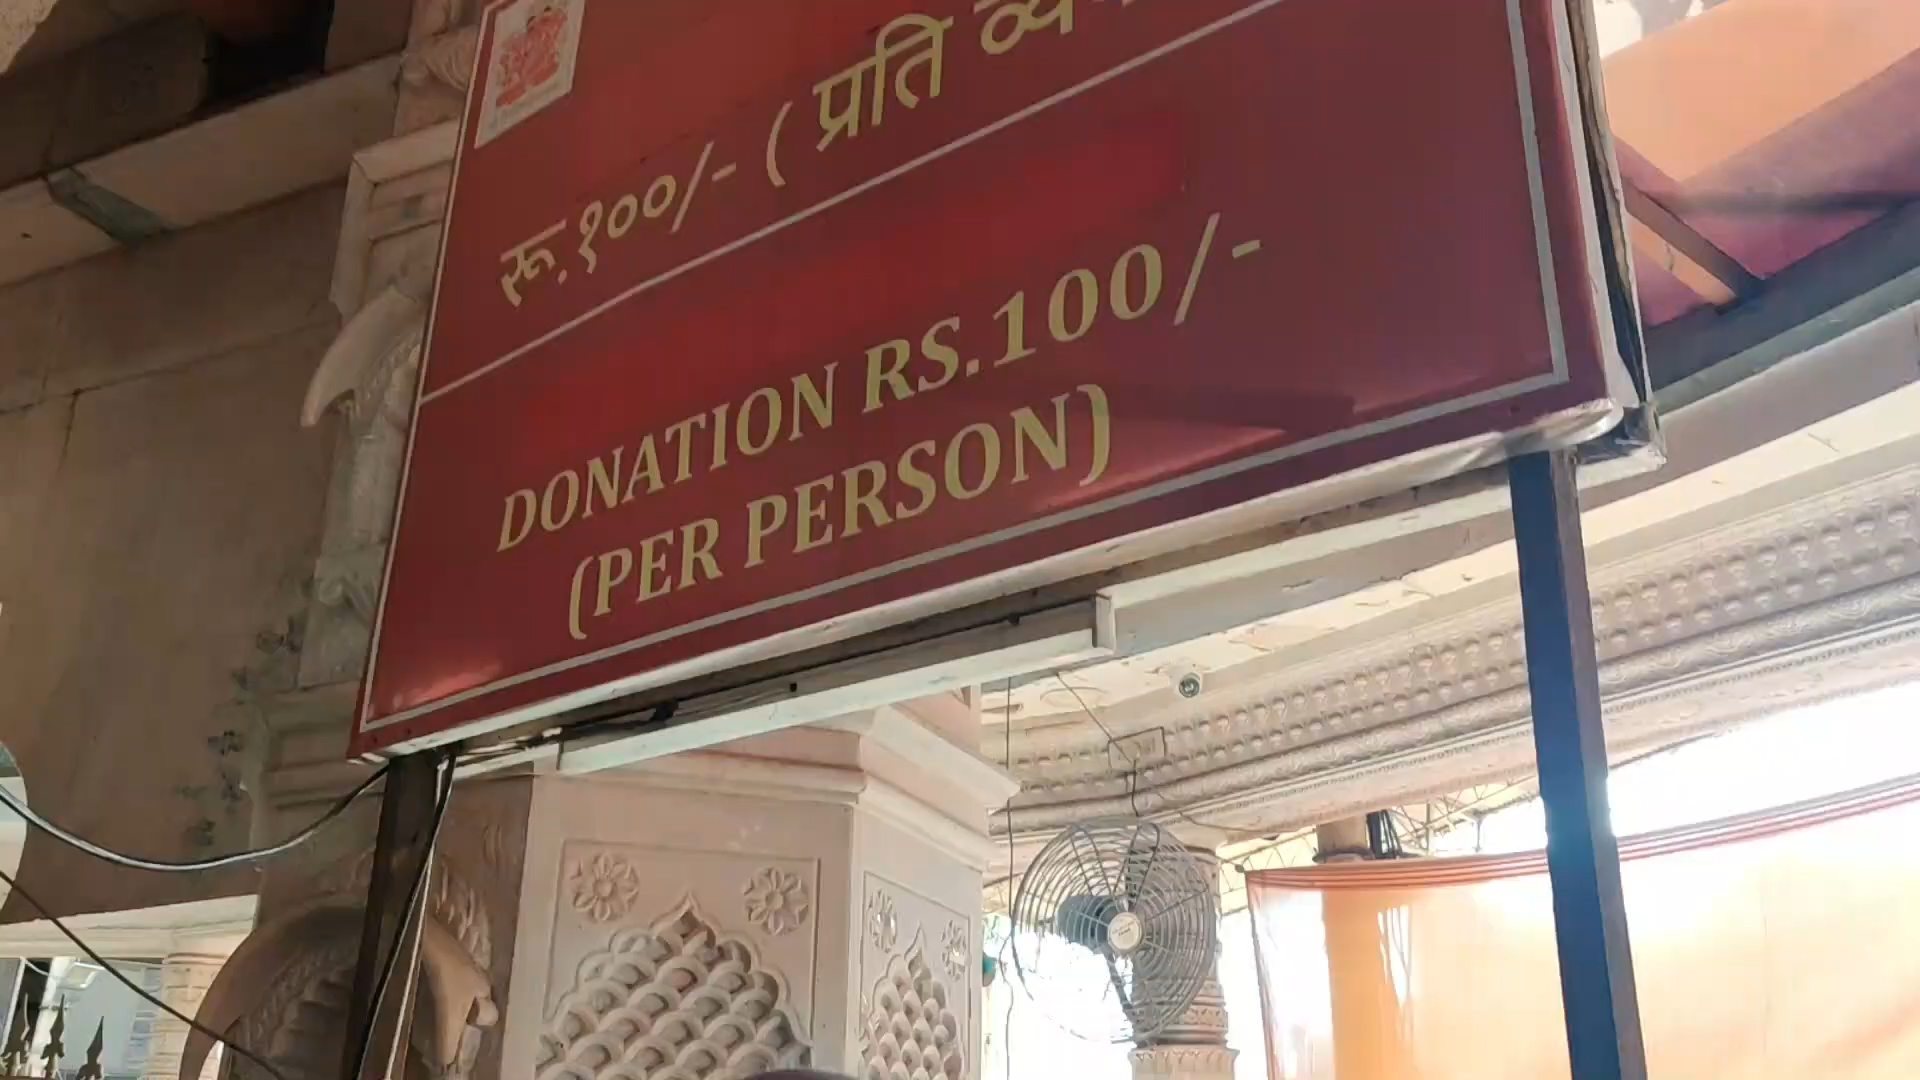 रू.१००/- ( प्रति
DONATION RS.100/-
(PER PERSON)